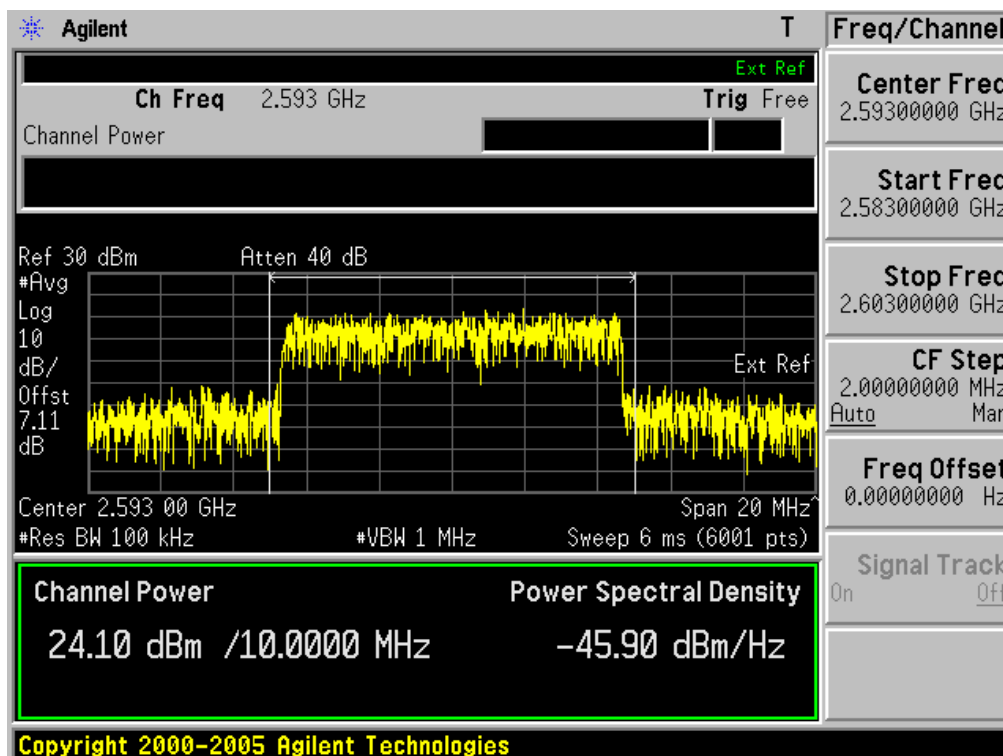 Agilent T
Freq/Channel
Ext Ref
Ch Freq 2.593 GHz Trig Free
Channel Power
Ref 30 dBm Atten 40 dB
#Avg
Log
10
dB/
Offst
7.11
dB
Ext Ref
Center 2.593 00 GHz Span 20 MHz^
#Res BW 100 kHz #VBW 1 MHz Sweep 6 ms (6001 pts)
Channel Power Power Spectral Density
24.10 dBm /10.0000 MHz -45.90 dBm/Hz
Copyright 2000-2005 Agilent Technologies
Center Freq
2.59300000 GHz
Start Freq
2.58300000 GHz
Stop Freq
2.60300000 GHz
CF Step
2.00000000 MHz
Auto Man
Freq Offset
0.00000000 Hz
Signal Track
On Off